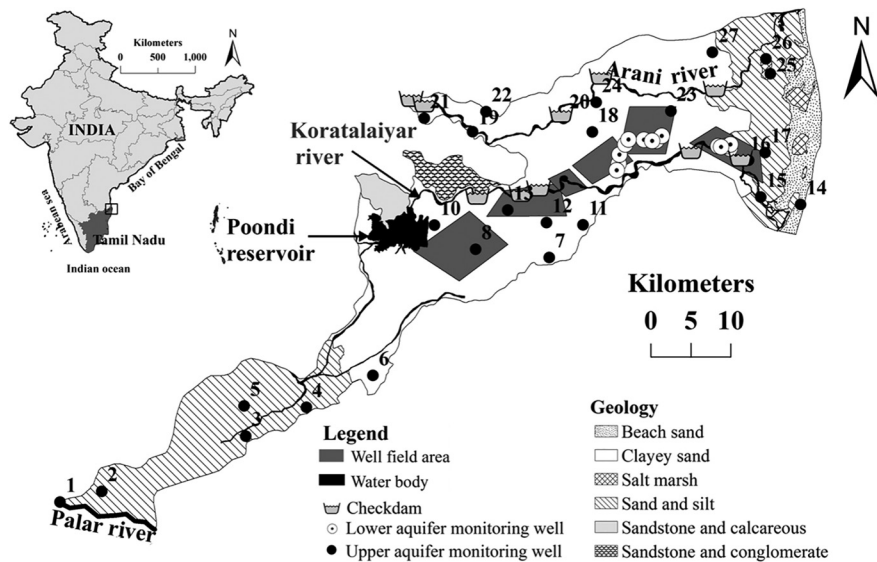 Kilometers
0 500 1,000
N
INDIA
Bay of Bengal
Arabean sea
Tamil Nadu
Indian ocean
N
27
26
25
Arani river
24
23
22
21
20
19
18
17
16
15
14
Koratalaiyar
river
13
12
11
10
8
7
Poondi
reservoir
Kilometers
0 5 10
6
5
4
3
2
1
Palar river
Legend
Well field area
Water body
Checkdam
Lower aquifer monitoring well
Upper aquifer monitoring well
Geology
Beach sand
Clayey sand
Salt marsh
Sand and silt
Sandstone and calcareous
Sandstone and conglomerate